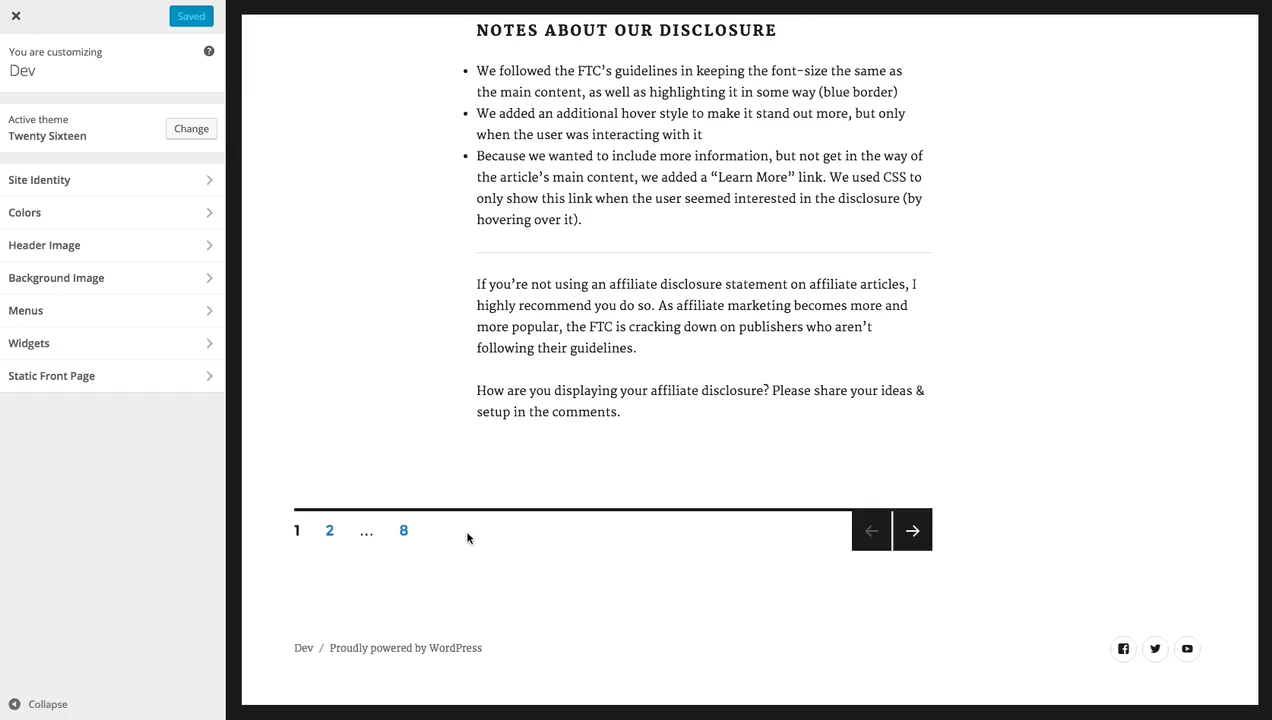 Saved
You are customizing
Dev
Active theme
Twenty Sixteen
Change
Site Identity
Colors
Header Image
Background Image
Menus
Widgets
Static Front Page
Collapse
NOTES ABOUT OUR DISCLOSURE
• We followed the FTC’s guidelines in keeping the font-size the same as
the main content, as well as highlighting it in some way (blue border)
• We added an additional hover style to make it stand out more, but only
when the user was interacting with it
• Because we wanted to include more information, but not get in the way of
the article’s main content, we added a “Learn More” link. We used CSS to
only show this link when the user seemed interested in the disclosure (by
hovering over it).
If you’re not using an affiliate disclosure statement on affiliate articles, I
highly recommend you do so. As affiliate marketing becomes more and
more popular, the FTC is cracking down on publishers who aren’t
following their guidelines.
How are you displaying your affiliate disclosure? Please share your ideas &
setup in the comments.
1 2 … 8
Dev / Proudly powered by WordPress